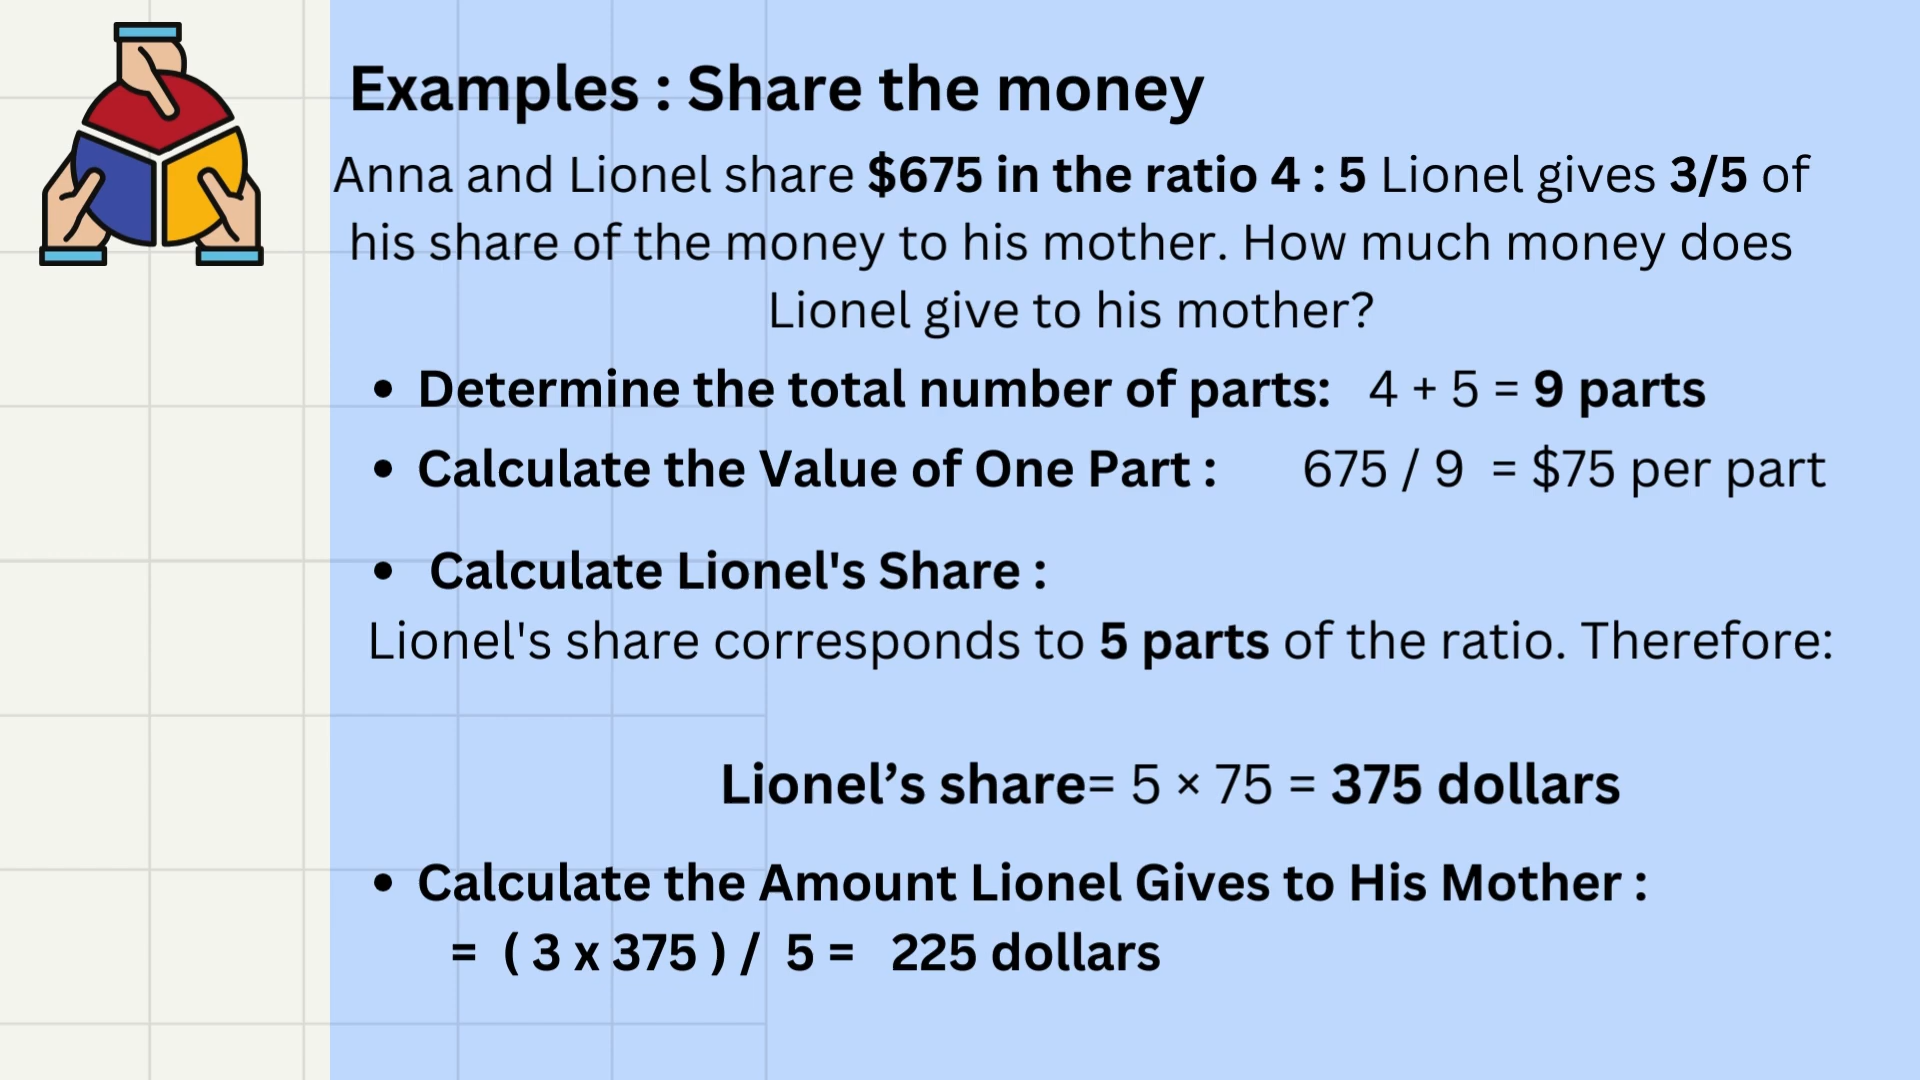 Examples : Share the money
Anna and Lionel share $675 in the ratio 4 : 5 Lionel gives 3/5 of
his share of the money to his mother. How much money does
Lionel give to his mother?
• Determine the total number of parts: 4 + 5 = 9 parts
• Calculate the Value of One Part : 675 / 9 = $75 per part
• Calculate Lionel's Share :
Lionel's share corresponds to 5 parts of the ratio. Therefore:
Lionel’s share= 5 × 75 = 375 dollars
• Calculate the Amount Lionel Gives to His Mother :
= ( 3 x 375 ) / 5 = 225 dollars